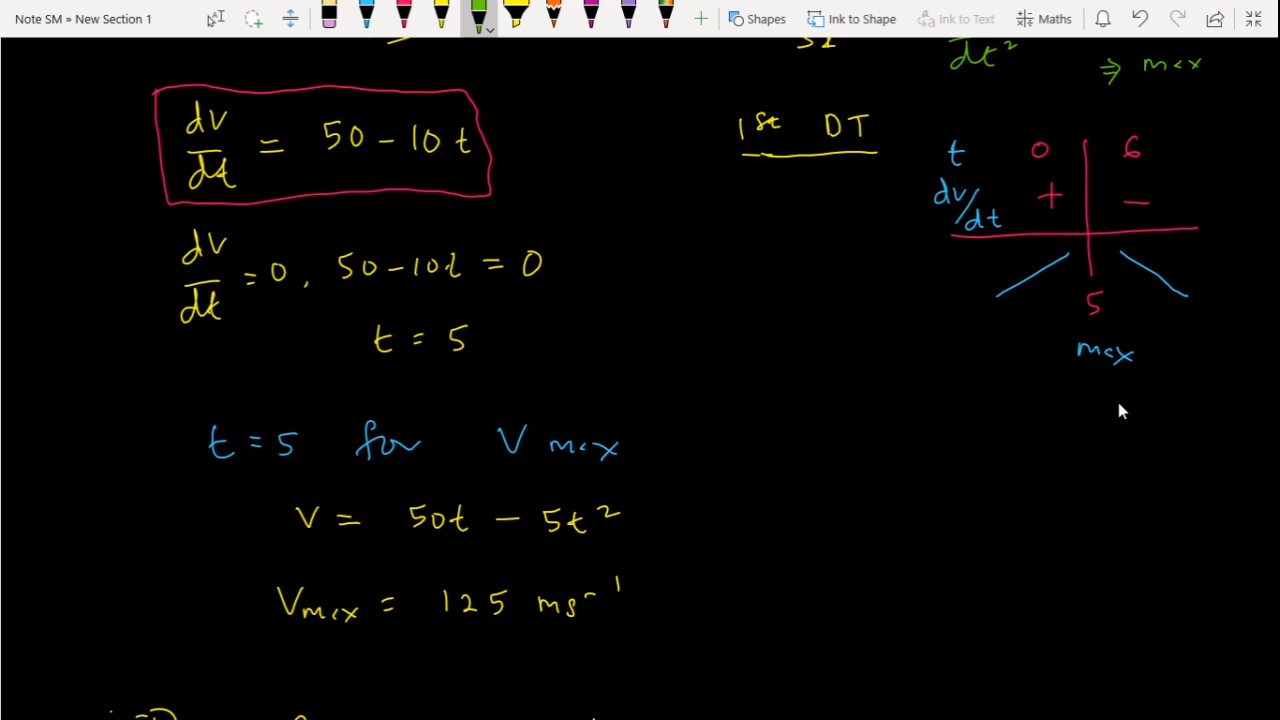 Note SM » New Section 1
Shapes
Ink to Shape
Ink to Text
Maths
dt²
⇒ max
dv/dt = 50 - 10t
1st DT
t 0 6
dv/dt + -
5
max
dv/dt = 0, 50 - 10t = 0
t = 5
t = 5 for V max
V = 50t - 5t²
Vmax = 125 ms⁻¹